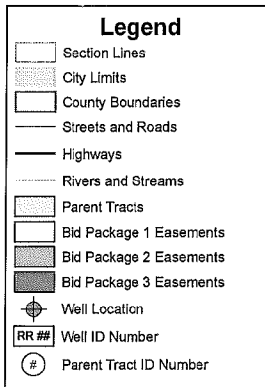 Legend
Section Lines
City Limits
County Boundaries
Streets and Roads
Highways
Rivers and Streams
Parent Tracts
Bid Package 1 Easements
Bid Package 2 Easements
Bid Package 3 Easements
Well Location
RR ## Well ID Number
# Parent Tract ID Number